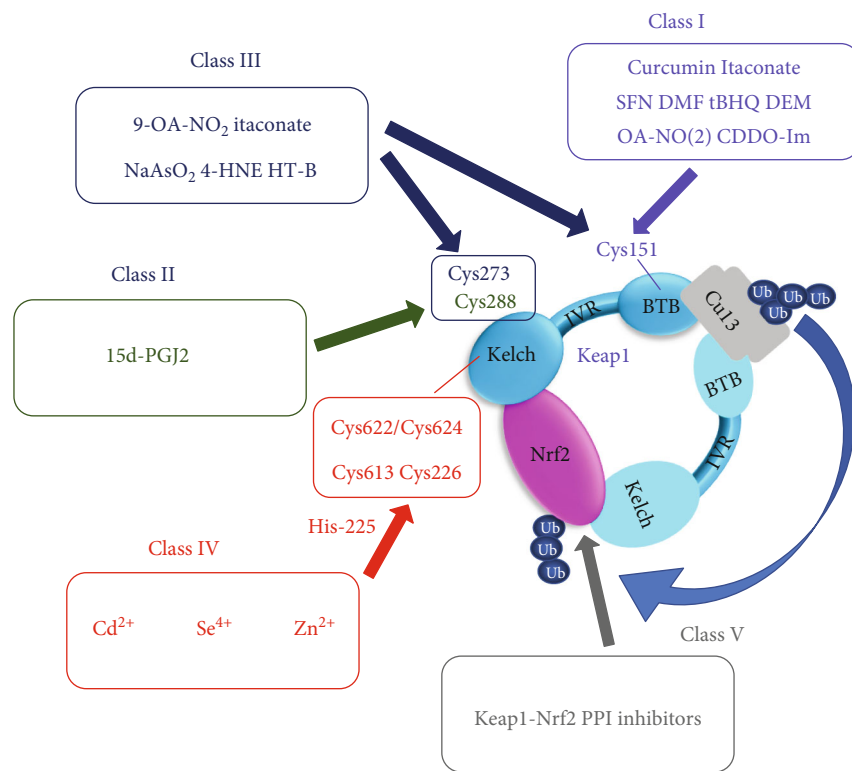 Class I
Curcumin Itaconate
SFN DMF tBHQ DEM
OA-NO(2) CDDO-Im
Class III
9-OA-NO₂ itaconate
NaAsO₂ 4-HNE HT-B
Cys151
Class II
15d-PGJ2
Cys273
Cys288
IVR
BTB
Cu13
Ub
Ub
Ub
Ub
Kelch
Keap1
BTB
Cys622/Cys624
Cys613 Cys226
Nrf2
IVR
Kelch
His-225
Ub
Ub
Ub
Class IV
Cd²⁺ Se⁴⁺ Zn²⁺
Class V
Keap1-Nrf2 PPI inhibitors